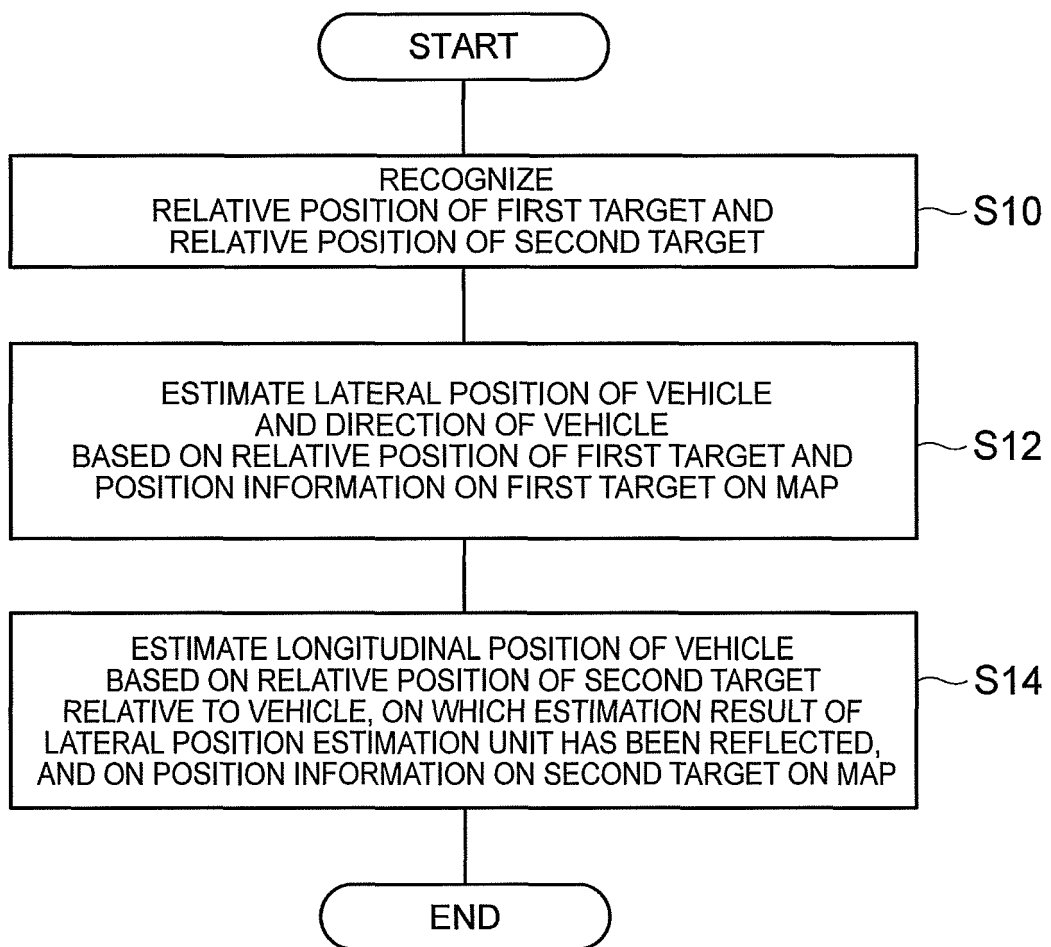 START
RECOGNIZE
RELATIVE POSITION OF FIRST TARGET AND
RELATIVE POSITION OF SECOND TARGET
S10
ESTIMATE LATERAL POSITION OF VEHICLE
AND DIRECTION OF VEHICLE
BASED ON RELATIVE POSITION OF FIRST TARGET AND
POSITION INFORMATION ON FIRST TARGET ON MAP
S12
ESTIMATE LONGITUDINAL POSITION OF VEHICLE
BASED ON RELATIVE POSITION OF SECOND TARGET
RELATIVE TO VEHICLE, ON WHICH ESTIMATION RESULT OF
LATERAL POSITION ESTIMATION UNIT HAS BEEN REFLECTED,
AND ON POSITION INFORMATION ON SECOND TARGET ON MAP
S14
END